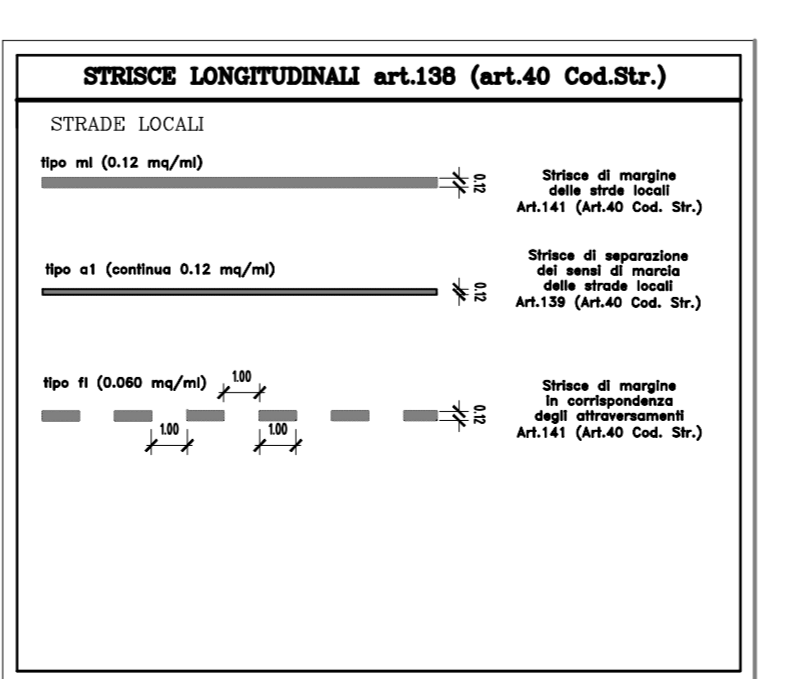 STRISCE LONGITUDINALI art.138 (art.40 Cod.Str.)
STRADE LOCALI
tipo ml (0.12 mq/ml)
0.12
Strisce di margine
delle strde locali
Art.141 (Art.40 Cod. Str.)
tipo a1 (continua 0.12 mq/ml)
0.12
Strisce di separazione
dei sensi di marcia
delle strade locali
Art.139 (Art.40 Cod. Str.)
tipo fl (0.060 mq/ml)
1.00
0.12
1.00
1.00
Strisce di margine
in corrispondenza
degli attraversamenti
Art.141 (Art.40 Cod. Str.)